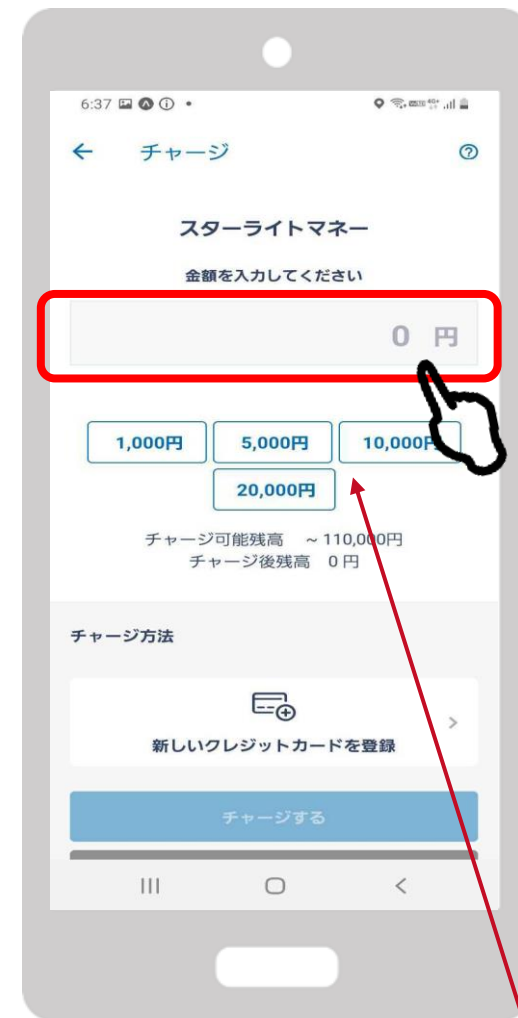 6:37
チャージ
スターライトマネー
金額を入力してください
0 円
1,000円 5,000円 10,000円
20,000円
チャージ可能残高 ~110,000円
チャージ後残高 0円
チャージ方法
新しいクレジットカードを登録
チャージする